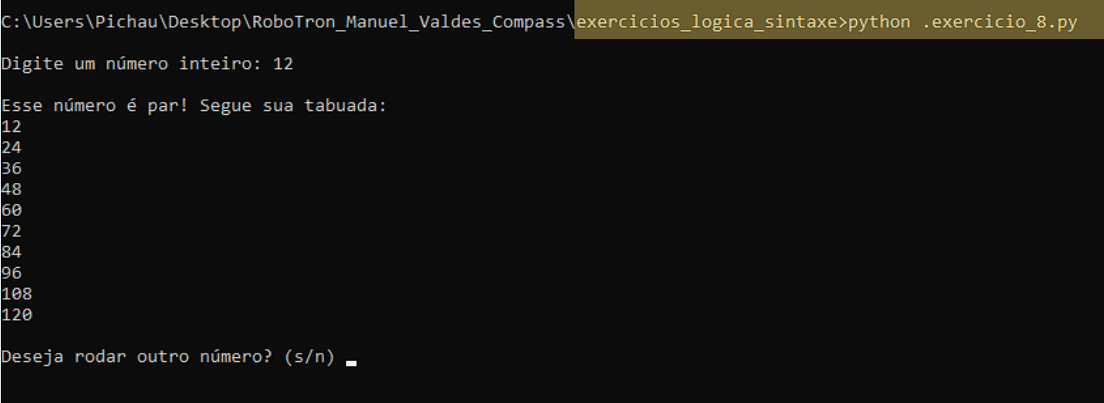 C:\Users\Pichau\Desktop\RoboTron_Manuel_Valdes_Compass\exercicios_logica_sintaxe>python .exercicio_8.py
Digite um número inteiro: 12
Esse número é par! Segue sua tabuada:
12
24
36
48
60
72
84
96
108
120
Deseja rodar outro número? (s/n)